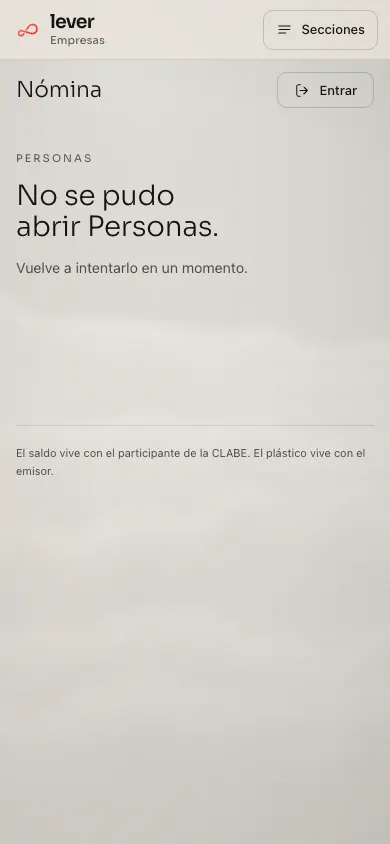 lever
Empresas
Secciones
Nómina
Entrar
PERSONAS
No se pudo
abrir Personas.
Vuelve a intentarlo en un momento.
El saldo vive con el participante de la CLABE. El plástico vive con el
emisor.